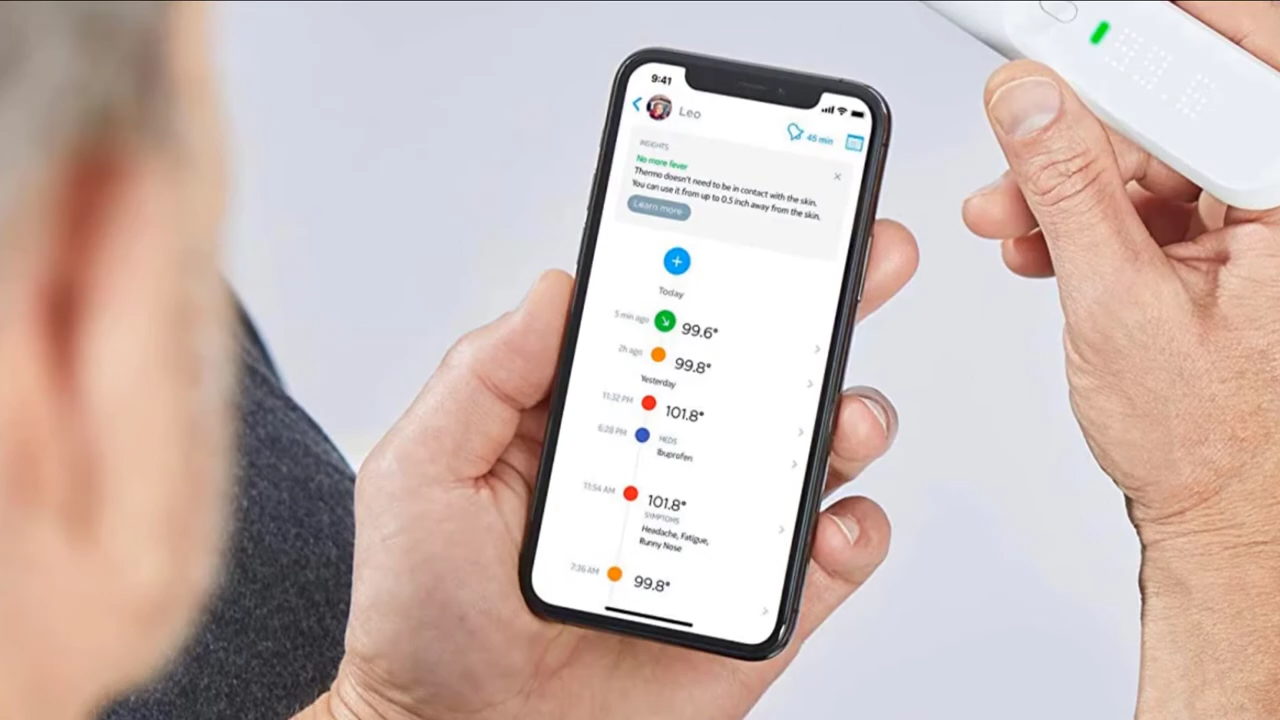 9:41
Leo
45 min
INSIGHTS
No more fever
Thermo doesn't need to be in contact with the skin.
You can use it from up to 0.5 inch away from the skin.
Learn more
Today
5 min ago 99.6°
2h ago 99.8°
Yesterday
11:32 PM 101.8°
6:28 PM MEDS
Ibuprofen
11:54 AM 101.8°
SYMPTOMS
Headache, Fatigue,
Runny Nose
7:36 AM 99.8°